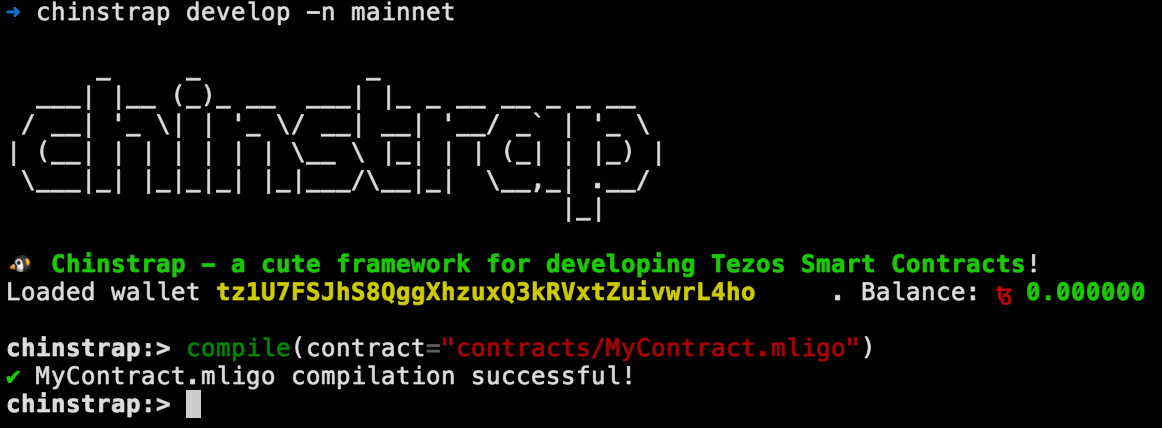 → chinstrap develop -n mainnet
chinstrap
🐧 Chinstrap - a cute framework for developing Tezos Smart Contracts!
Loaded wallet tz1U7FSJhS8QggXhzuxQ3kRVxtZuivwrL4ho . Balance: ꜩ 0.000000
chinstrap:> compile(contract="contracts/MyContract.mligo")
✔ MyContract.mligo compilation successful!
chinstrap:>